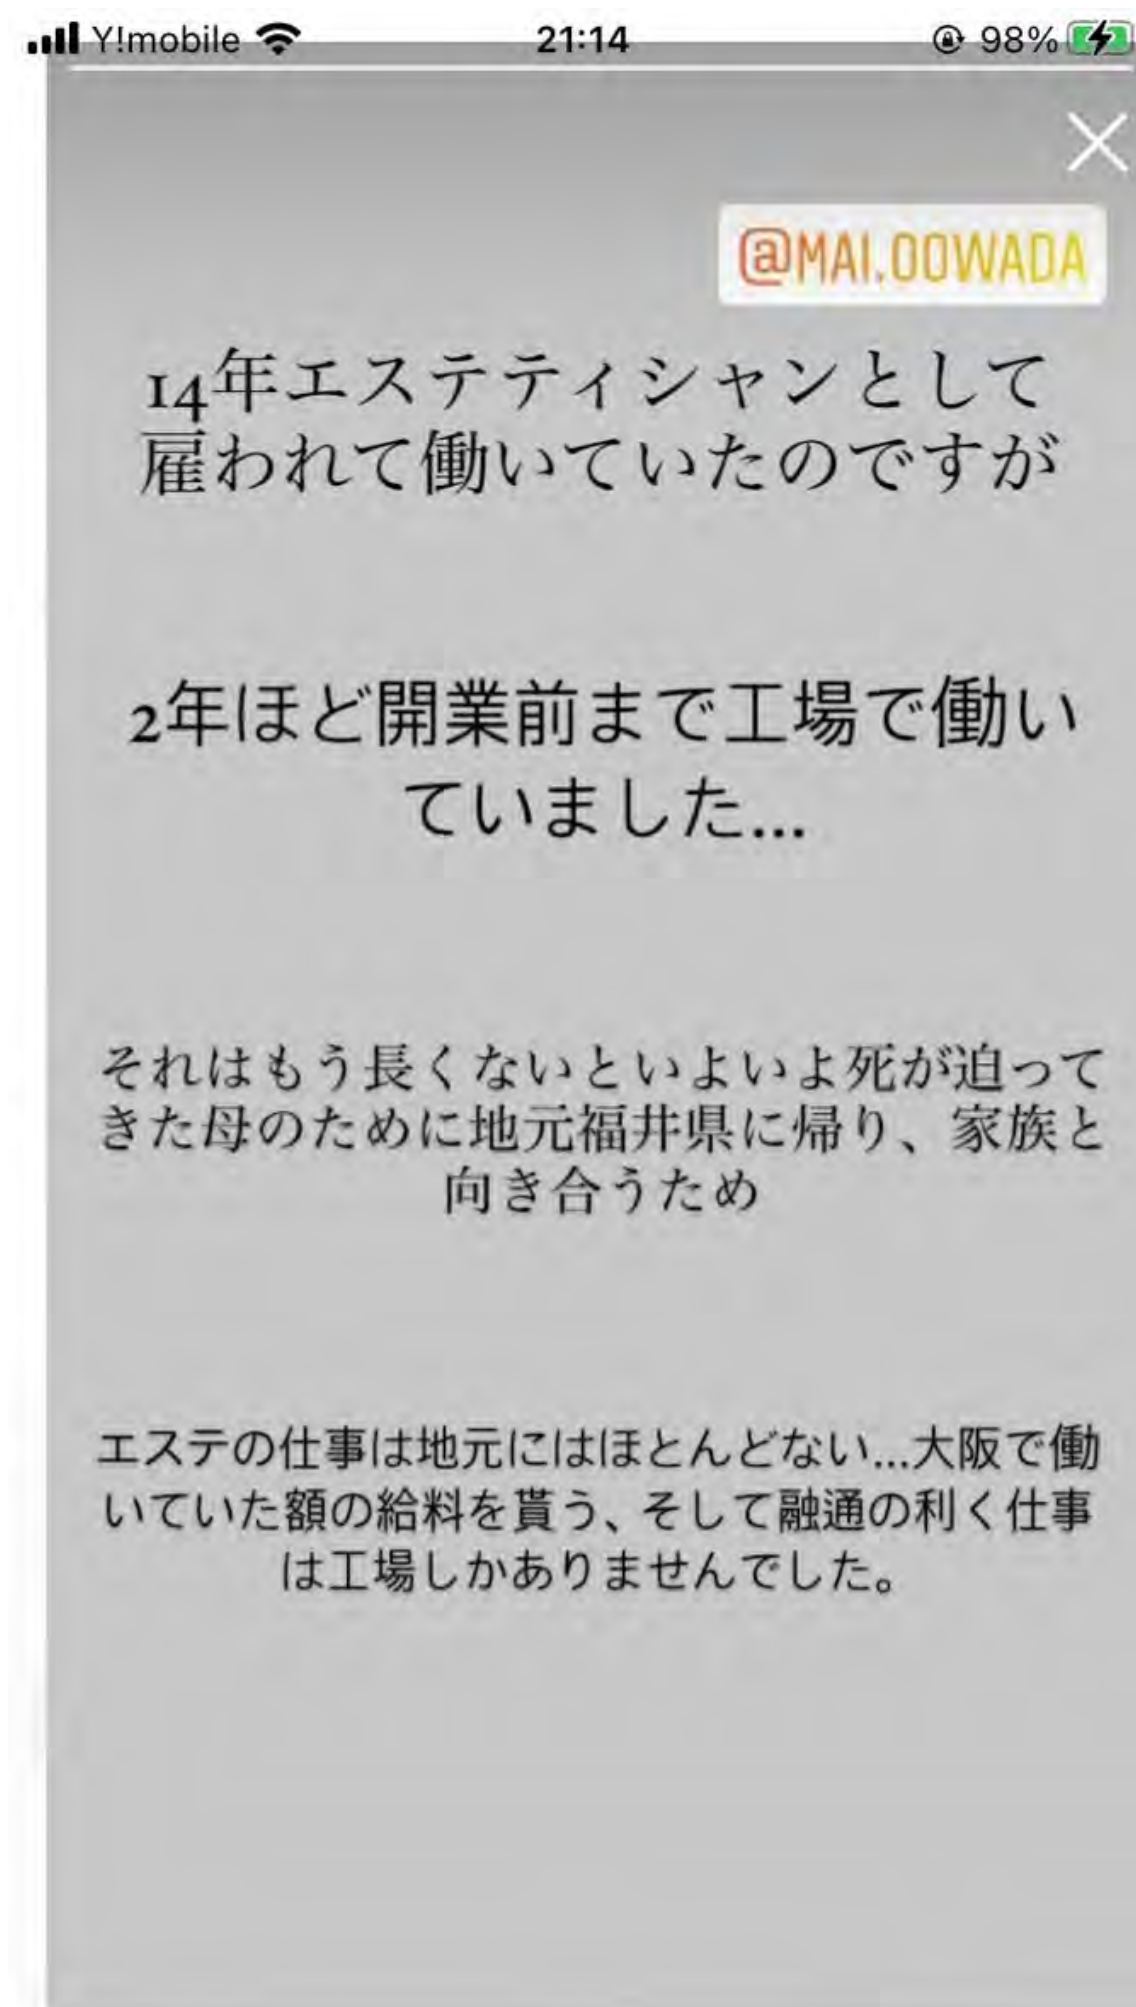 Y!mobile 21:14 98%
@MAI.OOWADA
14年エステティシャンとして
雇われて働いていたのですが
2年ほど開業前まで工場で働い
ていました...
それはもう長くないといよいよ死が迫って
きた母のために地元福井県に帰り、家族と
向き合うため
エステの仕事は地元にはほとんどない...大阪で働
いていた額の給料を貰う、そして融通の利く仕事
は工場しかありませんでした。